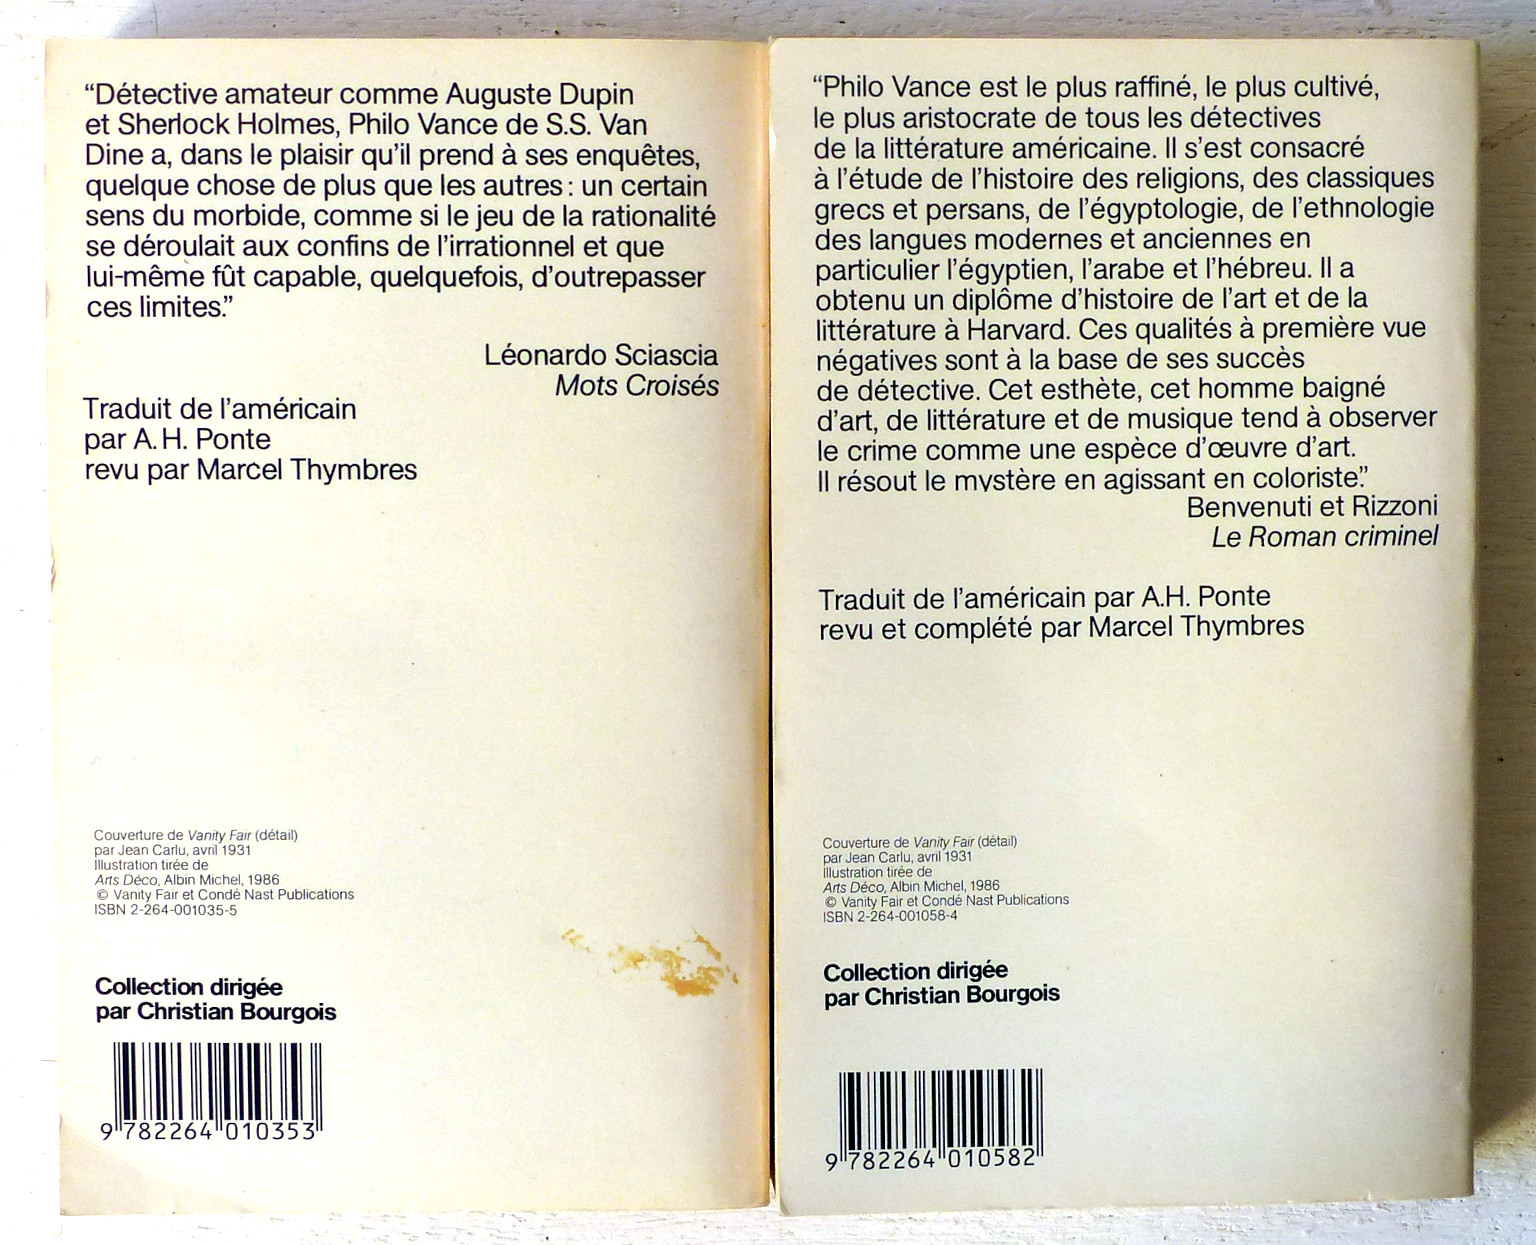 “Détective amateur comme Auguste Dupin
et Sherlock Holmes, Philo Vance de S.S. Van
Dine a, dans le plaisir qu’il prend à ses enquêtes,
quelque chose de plus que les autres : un certain
sens du morbide, comme si le jeu de la rationalité
se déroulait aux confins de l’irrationnel et que
lui-même fût capable, quelquefois, d’outrepasser
ces limites.”
Léonardo Sciascia
Mots Croisés
Traduit de l’américain
par A. H. Ponte
revu par Marcel Thymbres
Couverture de Vanity Fair (détail)
par Jean Carlu, avril 1931
Illustration tirée de
Arts Déco, Albin Michel, 1986
© Vanity Fair et Condé Nast Publications
ISBN 2-264-001035-5
Collection dirigée
par Christian Bourgois
9 782264 010353
“Philo Vance est le plus raffiné, le plus cultivé,
le plus aristocrate de tous les détectives
de la littérature américaine. Il s’est consacré
à l’étude de l’histoire des religions, des classiques
grecs et persans, de l’égyptologie, de l’ethnologie
des langues modernes et anciennes en
particulier l’égyptien, l’arabe et l’hébreu. Il a
obtenu un diplôme d’histoire de l’art et de la
littérature à Harvard. Ces qualités à première vue
négatives sont à la base de ses succès
de détective. Cet esthète, cet homme baigné
d’art, de littérature et de musique tend à observer
le crime comme une espèce d’œuvre d’art.
Il résout le mystère en agissant en coloriste.”
Benvenuti et Rizzoni
Le Roman criminel
Traduit de l’américain par A.H. Ponte
revu et complété par Marcel Thymbres
Couverture de Vanity Fair (détail)
par Jean Carlu, avril 1931
Illustration tirée de
Arts Déco, Albin Michel, 1986
© Vanity Fair et Condé Nast Publications
ISBN 2-264-001058-4
Collection dirigée
par Christian Bourgois
9 782264 010582